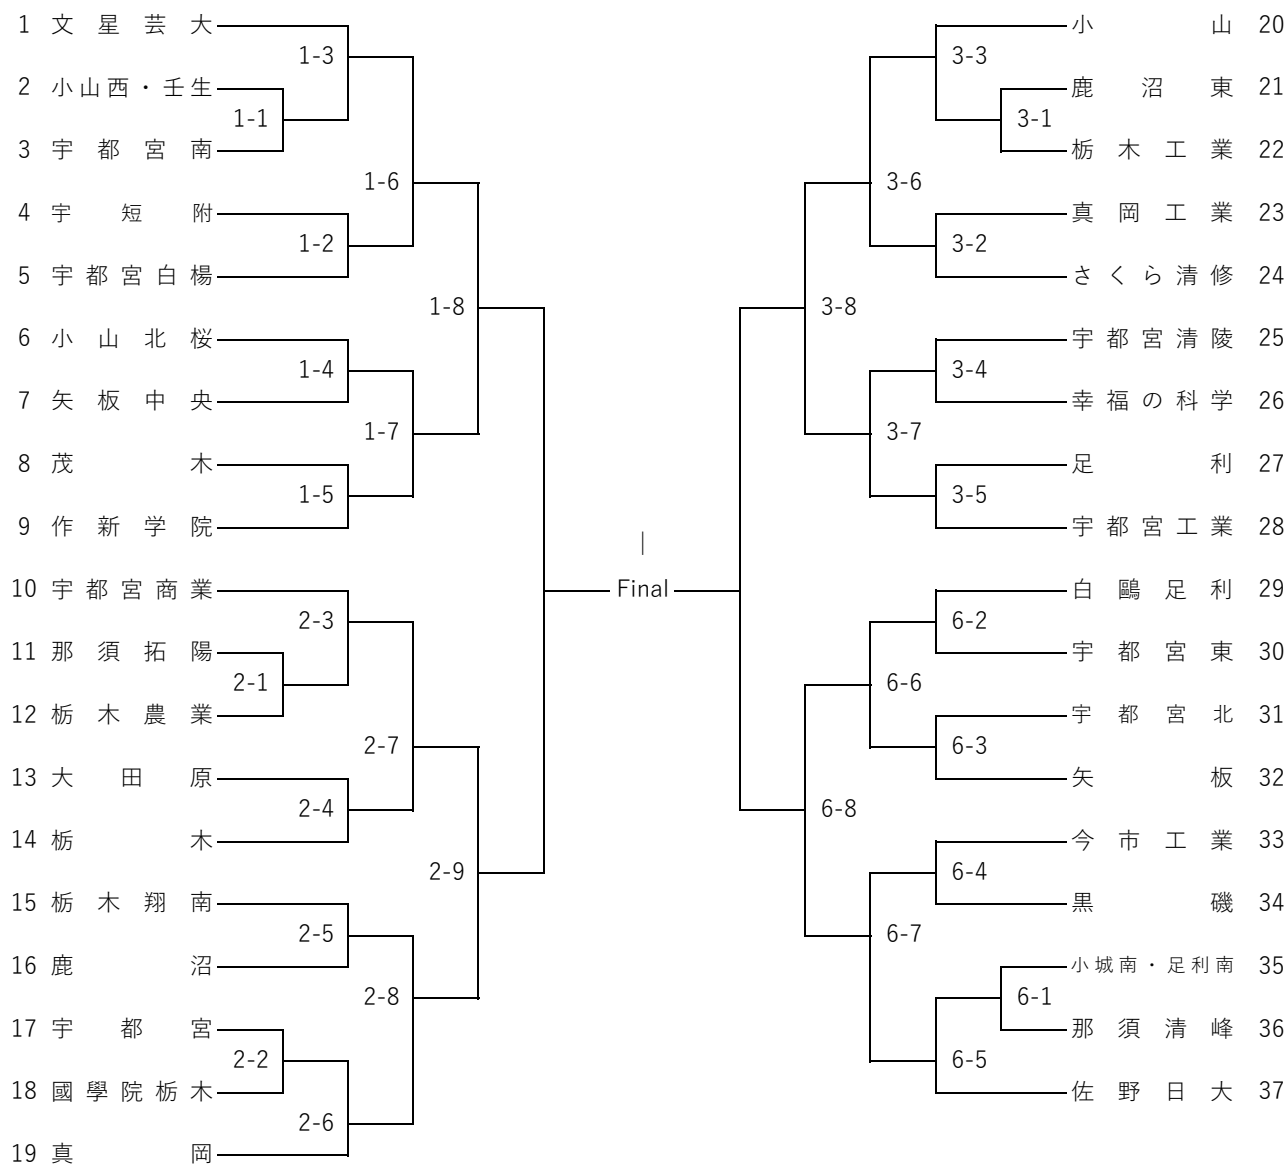 1 文星芸大
1-3
2 小山西・壬生
1-1
3 宇都宮南
1-6
4 宇短附
1-2
5 宇都宮白楊
1-8
6 小山北桜
1-4
7 矢板中央
1-7
8 茂木
1-5
9 作新学院
10 宇都宮商業
2-3
11 那須拓陽
2-1
12 栃木農業
2-7
13 大田原
2-4
14 栃木
2-9
15 栃木翔南
2-5
16 鹿沼
2-8
17 宇都宮
2-2
18 國學院栃木
2-6
19 真岡
Final
小山 20
3-3
鹿沼東 21
3-1
栃木工業 22
3-6
真岡工業 23
3-2
さくら清修 24
3-8
宇都宮清陵 25
3-4
幸福の科学 26
3-7
足利 27
3-5
宇都宮工業 28
白鷗足利 29
6-2
宇都宮東 30
6-6
宇都宮北 31
6-3
矢板 32
6-8
今市工業 33
6-4
黒磯 34
6-7
小城南・足利南 35
6-1
那須清峰 36
6-5
佐野日大 37